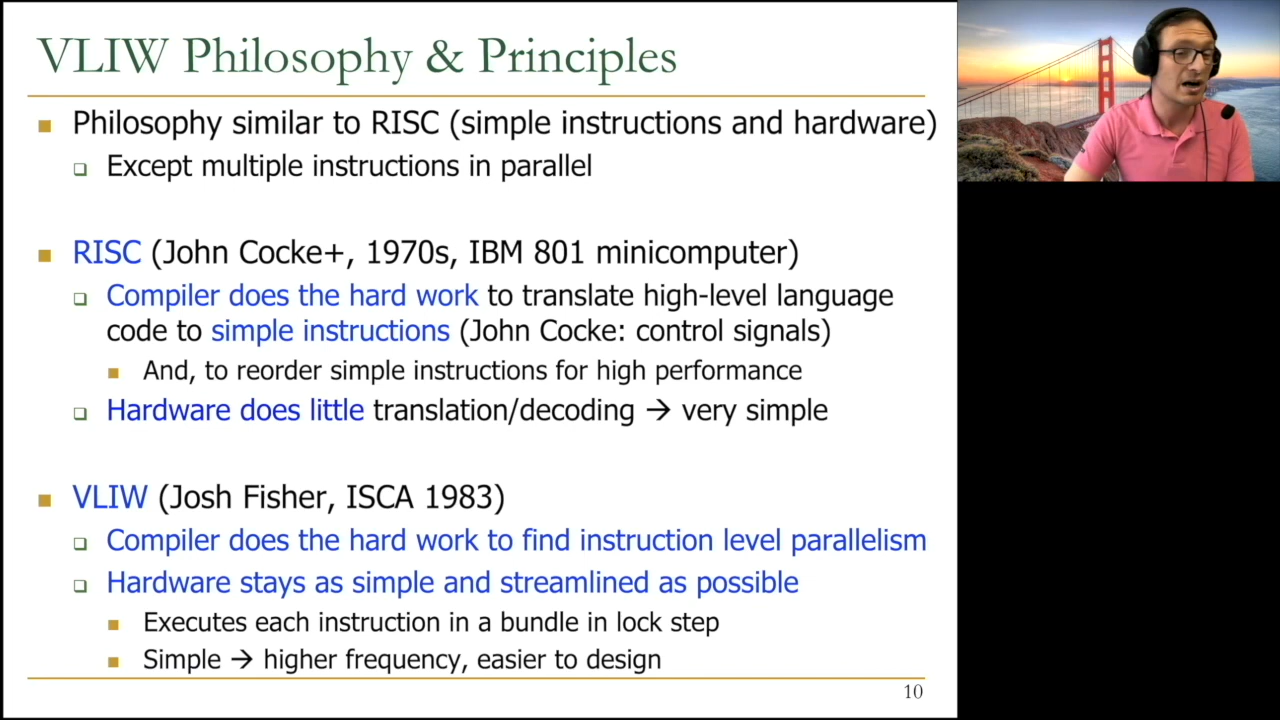 VLIW Philosophy & Principles
Philosophy similar to RISC (simple instructions and hardware)
Except multiple instructions in parallel
RISC (John Cocke+, 1970s, IBM 801 minicomputer)
Compiler does the hard work to translate high-level language
code to simple instructions (John Cocke: control signals)
And, to reorder simple instructions for high performance
Hardware does little translation/decoding → very simple
VLIW (Josh Fisher, ISCA 1983)
Compiler does the hard work to find instruction level parallelism
Hardware stays as simple and streamlined as possible
Executes each instruction in a bundle in lock step
Simple → higher frequency, easier to design
10